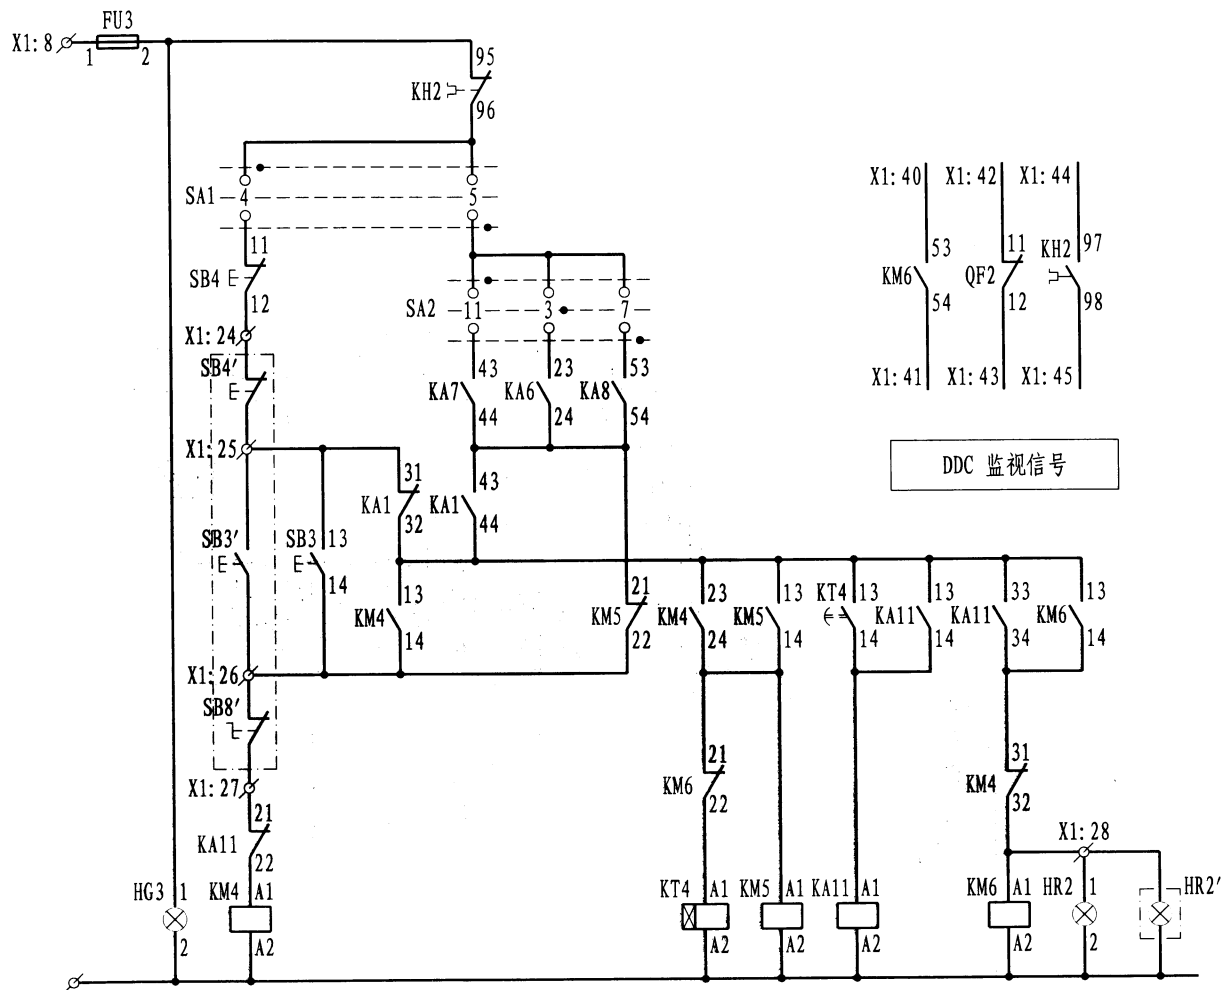 FU3
X1:8 1 2
95
KH2
96
X1:40 X1:42 X1:44
SA1 4 5
11 53 11 97
SB4 KM6 QF2 KH2
12 54 12 98
SA2 11 3 7
X1:24
SB4′ 43 23 53 X1:41 X1:43 X1:45
KA7 KA6 KA8
44 24 54
X1:25
31 43 DDC 监视信号
KA1 KA1
32 44
SB3′ SB3 13
14
13 21 23 13 KT4 13 13 33 13
KM4 KM5 KM4 KM5 KA11 KA11 KM6
14 22 24 14 14 14 34 14
X1:26
SB8′
21 31
KM6 KM4
22 32
X1:27
21 X1:28
KA11
22
HG3 1 KM4 A1 KT4 A1 KM5 A1 KA11 A1 KM6 A1 HR2 1 HR2′
2 A2 A2 A2 A2 A2 2